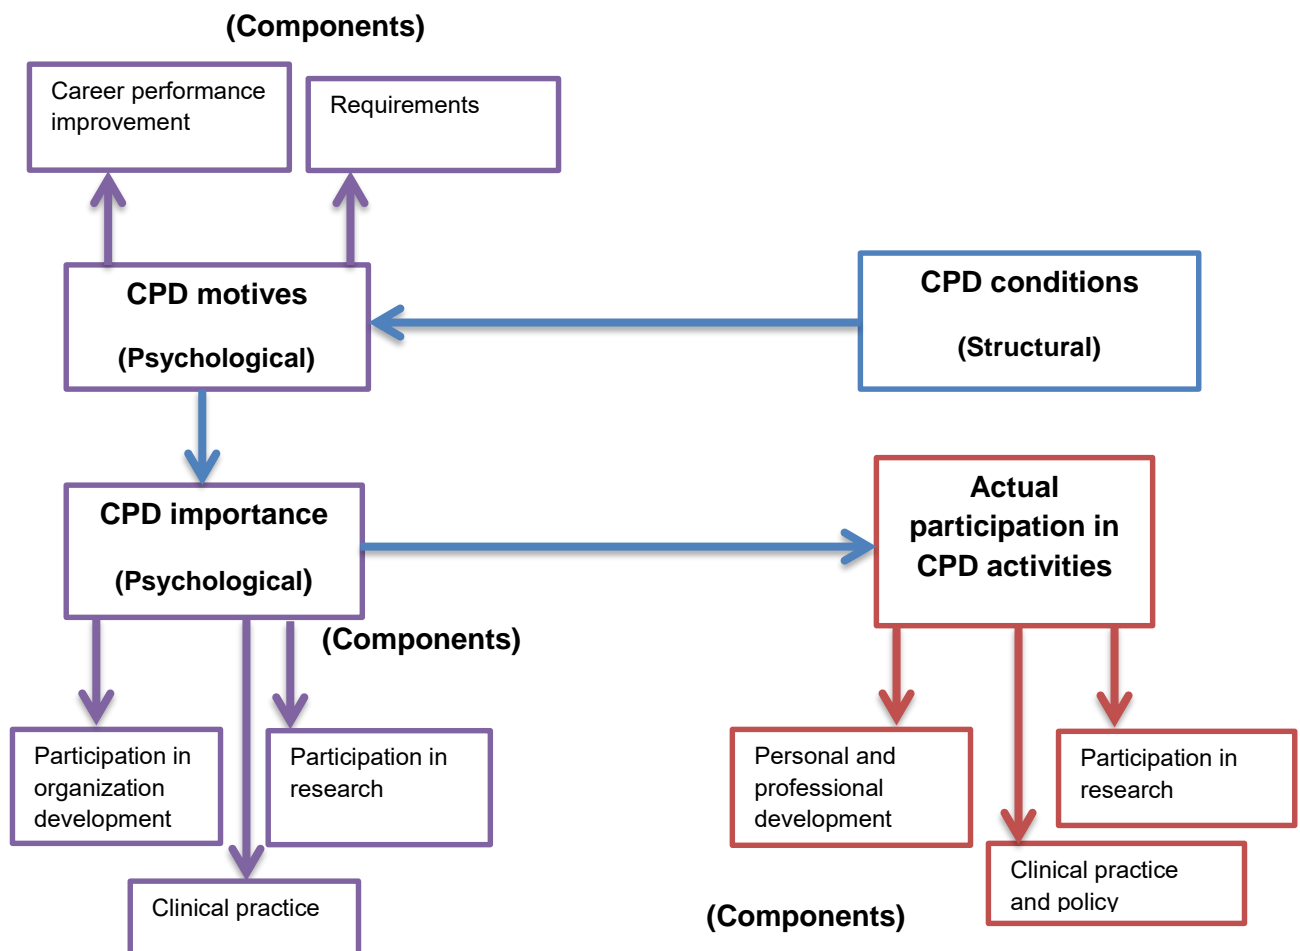 (Components)
Career performance
improvement
Requirements
CPD motives
(Psychological)
CPD conditions
(Structural)
CPD importance
(Psychological)
Actual
participation in
CPD activities
(Components)
Participation in
organization
development
Participation in
research
Clinical practice
Personal and
professional
development
Participation in
research
Clinical practice
and policy
(Components)